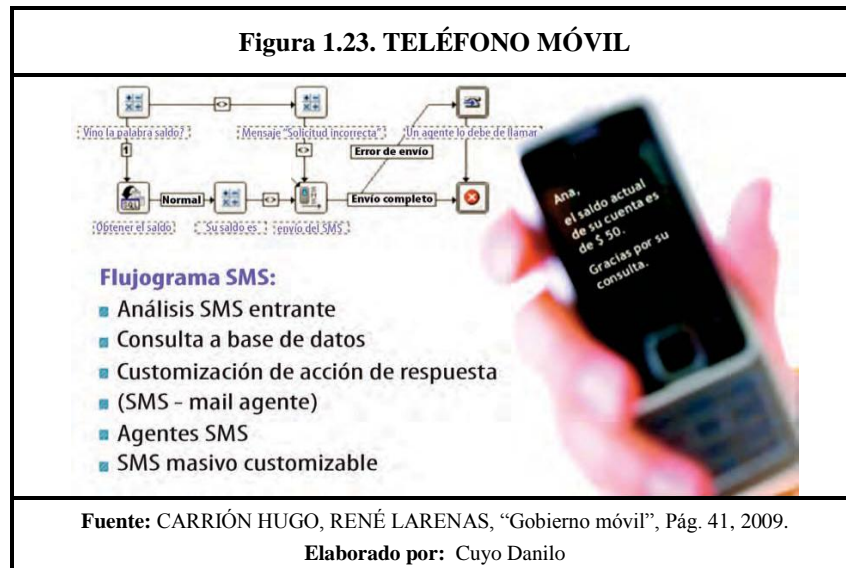 Figura 1.23. TELÉFONO MÓVIL
Vino la palabra saldo?
<>
Mensaje "Solicitud incorrecta"
Un agente lo debe de llamar
1
<>
Error de envío
Normal
<>
Envío completo
Obtener el saldo
Su saldo es
envío del SMS
Ana,
el saldo actual
de su cuenta es
de $ 50.
Gracias por su
consulta.
Flujograma SMS:
Análisis SMS entrante
Consulta a base de datos
Customización de acción de respuesta
(SMS - mail agente)
Agentes SMS
SMS masivo customizable
Fuente: CARRIÓN HUGO, RENÉ LARENAS, “Gobierno móvil”, Pág. 41, 2009.
Elaborado por: Cuyo Danilo